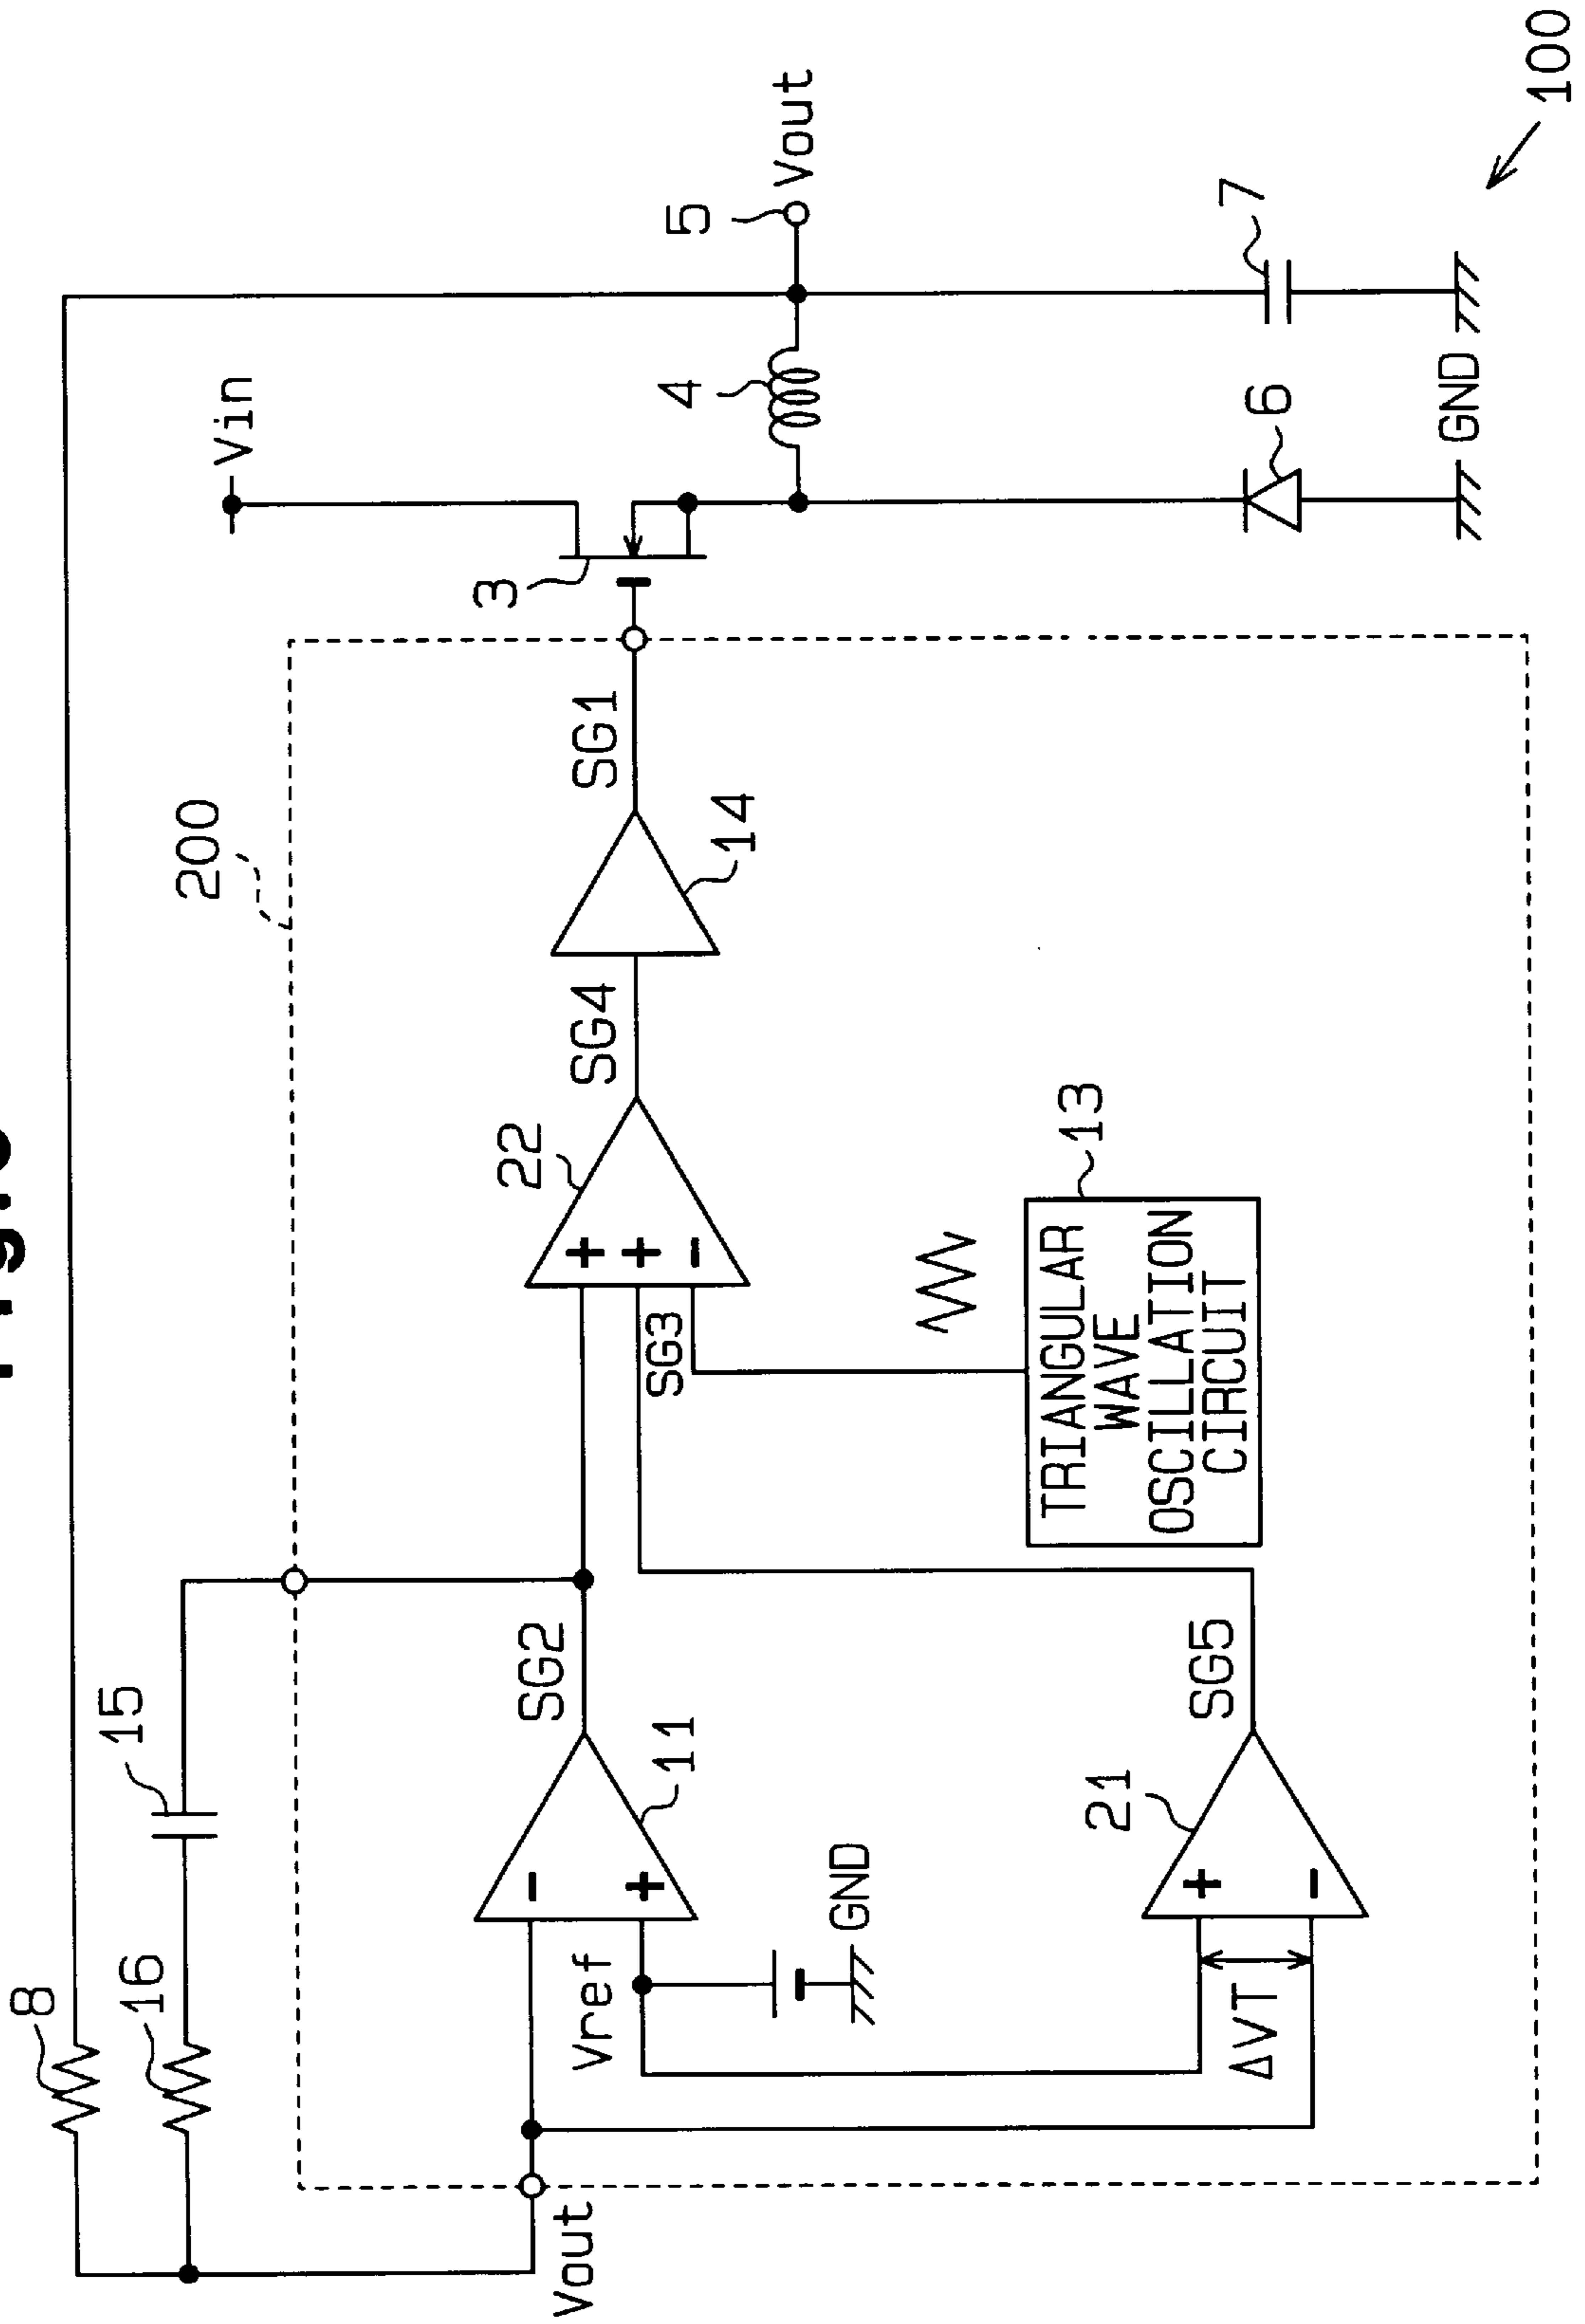 8
16
15
200
Vin
Vout
Vref
11
SG2
22
SG3
SG4
14
SG1
3
4
5
Vout
GND
ΔVT
21
SG5
TRIANGULAR
WAVE
OSCILLATION
CIRCUIT
13
6
7
GND
100